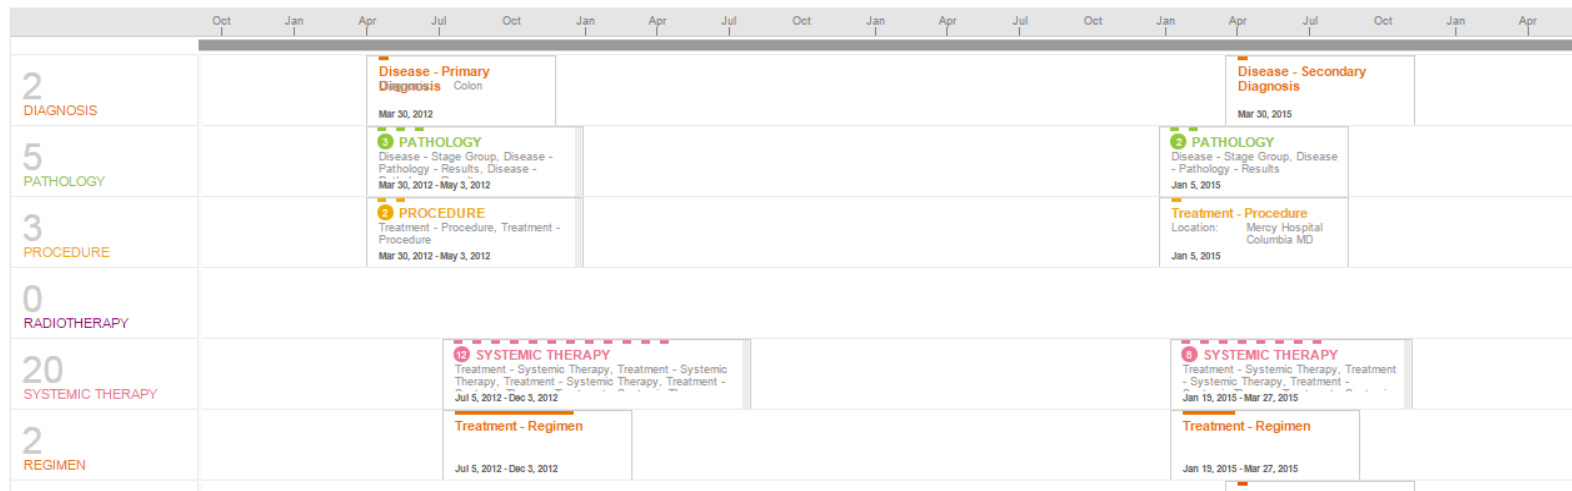 Oct Jan Apr Jul Oct Jan Apr Jul Oct Jan Apr Jul Oct Jan Apr Jul Oct Jan Apr
2
DIAGNOSIS
Disease - Primary
Diagnosis Colon
Mar 30, 2012
Disease - Secondary
Diagnosis
Mar 30, 2015
5
PATHOLOGY
3 PATHOLOGY
Disease - Stage Group, Disease -
Pathology - Results, Disease -
Mar 30, 2012 - May 3, 2012
2 PATHOLOGY
Disease - Stage Group, Disease
- Pathology - Results
Jan 5, 2015
3
PROCEDURE
2 PROCEDURE
Treatment - Procedure, Treatment -
Procedure
Mar 30, 2012 - May 3, 2012
Treatment - Procedure
Location: Mercy Hospital
Columbia MD
Jan 5, 2015
0
RADIOTHERAPY
20
SYSTEMIC THERAPY
12 SYSTEMIC THERAPY
Treatment - Systemic Therapy, Treatment - Systemic
Therapy, Treatment - Systemic Therapy, Treatment -
Jul 5, 2012 - Dec 3, 2012
8 SYSTEMIC THERAPY
Treatment - Systemic Therapy, Treatment
- Systemic Therapy, Treatment -
Jan 19, 2015 - Mar 27, 2015
2
REGIMEN
Treatment - Regimen
Jul 5, 2012 - Dec 3, 2012
Treatment - Regimen
Jan 19, 2015 - Mar 27, 2015